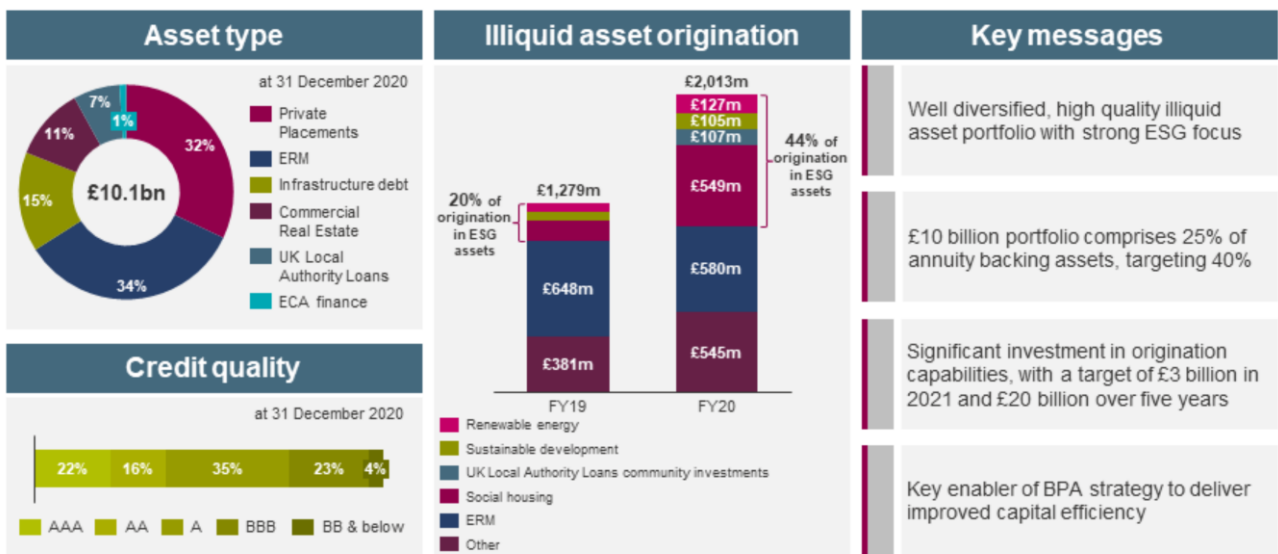 Asset type
at 31 December 2020
Private
Placements
ERM
Infrastructure debt
Commercial
Real Estate
UK Local
Authority Loans
ECA finance
7%
1%
11%
32%
15%
£10.1bn
34%
Credit quality
at 31 December 2020
22%
16%
35%
23%
4%
AAA
AA
A
BBB
BB & below
Illiquid asset origination
£2,013m
£127m
£105m
£107m
44% of
origination
in ESG
assets
£549m
£1,279m
20% of
origination
in ESG
assets
£648m
£580m
£381m
£545m
FY19
FY20
Renewable energy
Sustainable development
UK Local Authority Loans community investments
Social housing
ERM
Other
Key messages
Well diversified, high quality illiquid
asset portfolio with strong ESG focus
£10 billion portfolio comprises 25% of
annuity backing assets, targeting 40%
Significant investment in origination
capabilities, with a target of £3 billion in
2021 and £20 billion over five years
Key enabler of BPA strategy to deliver
improved capital efficiency